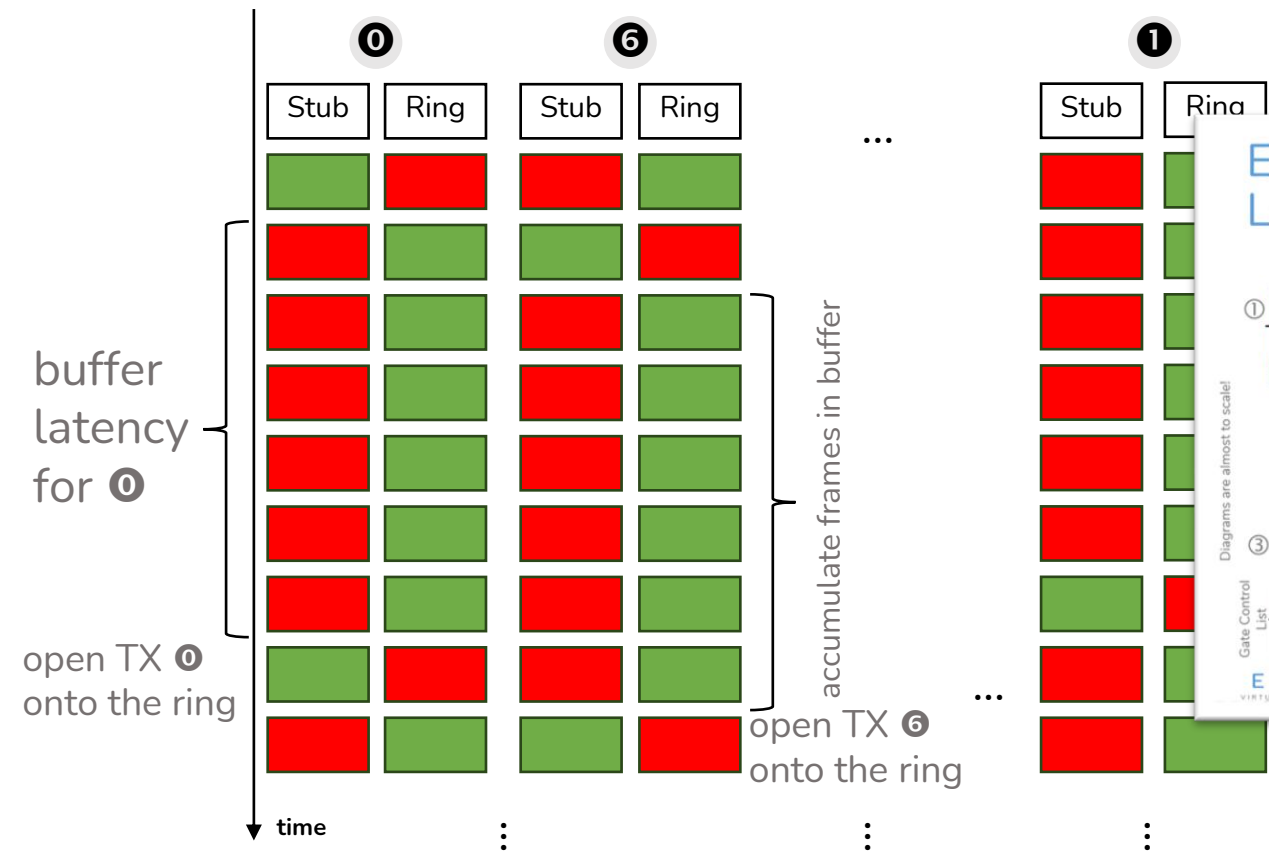 ⓿
❻
❶
Stub
Ring
Stub
Ring
...
Stub
Ring
buffer
latency
for ⓿
accumulate frames in buffer
open TX ⓿
onto the ring
open TX ❻
onto the ring
...
time
E
L
①
Diagrams are almost to scale!
③
Gate Control
List
E